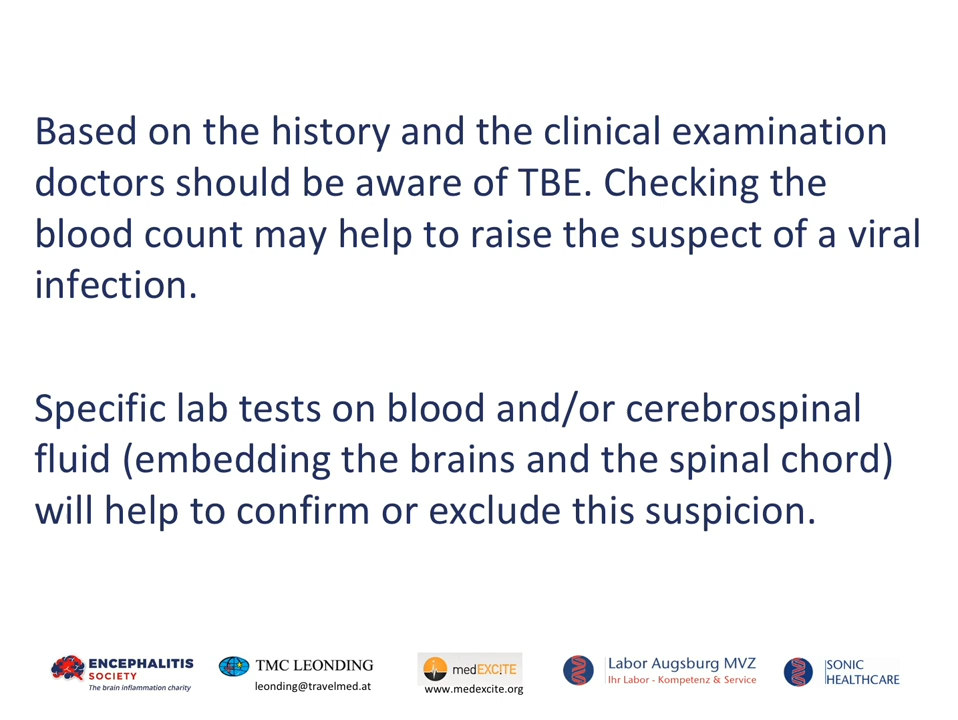 Based on the history and the clinical examination
doctors should be aware of TBE. Checking the
blood count may help to raise the suspect of a viral
infection.
Specific lab tests on blood and/or cerebrospinal
fluid (embedding the brains and the spinal chord)
will help to confirm or exclude this suspicion.
ENCEPHALITIS
SOCIETY
The brain inflammation charity
TMC LEONDING
leonding@travelmed.at
medEXCITE
www.medexcite.org
Labor Augsburg MVZ
Ihr Labor - Kompetenz & Service
SONIC
HEALTHCARE